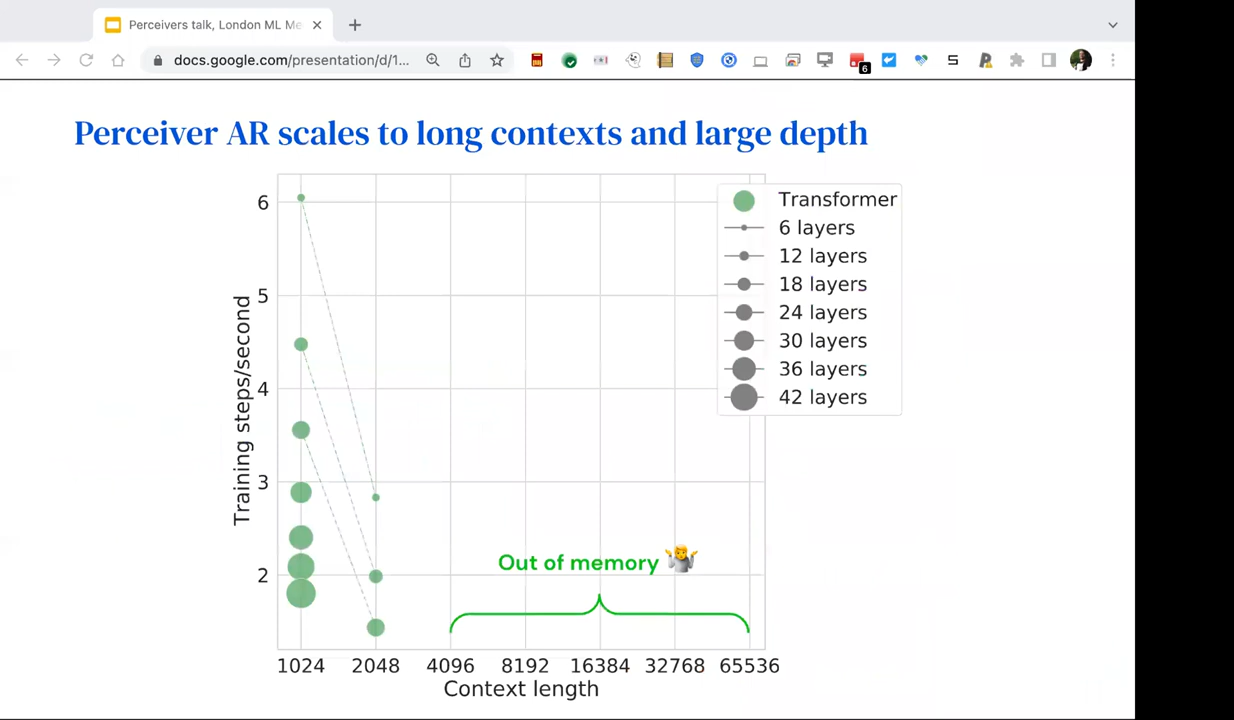 Perceivers talk, London ML Me
docs.google.com/presentation/d/1...
6
S
Perceiver AR scales to long contexts and large depth
Transformer
6 layers
12 layers
18 layers
24 layers
30 layers
36 layers
42 layers
Training steps/second
6
5
4
3
2
Out of memory
1024 2048 4096 8192 16384 32768 65536
Context length